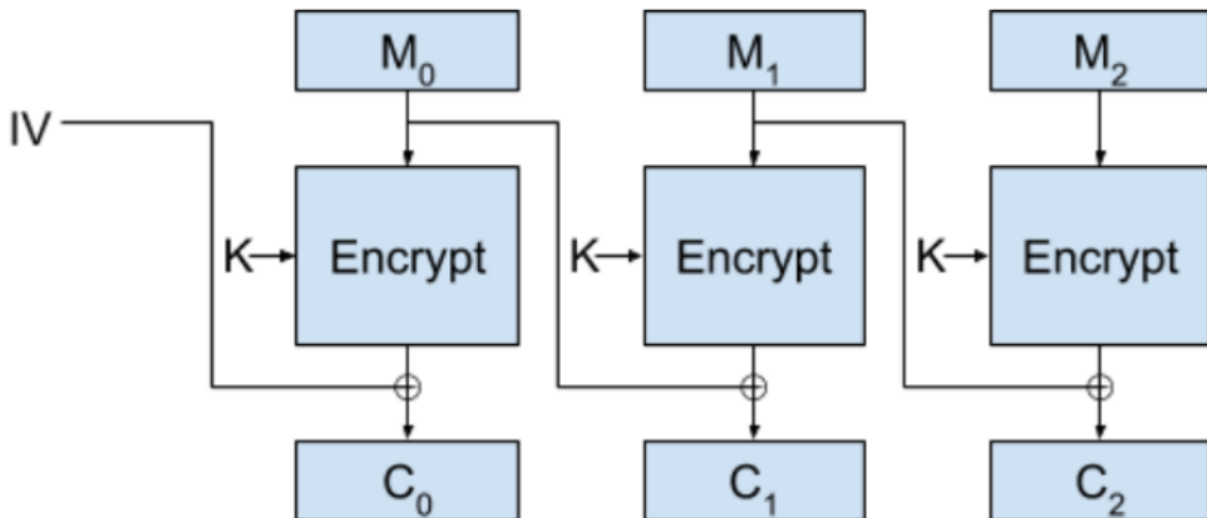 M₀ M₁ M₂
IV
K Encrypt K Encrypt K Encrypt
C₀ C₁ C₂